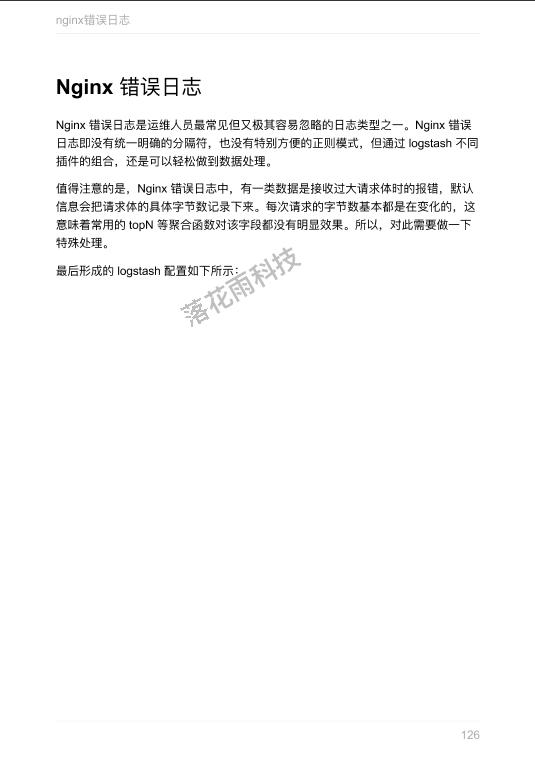 nginx错误日志
Nginx 错误日志
Nginx 错误日志是运维人员最常见但又极其容易忽略的日志类型之一。Nginx 错误
日志即没有统一明确的分隔符，也没有特别方便的正则模式，但通过 logstash 不同
插件的组合，还是可以轻松做到数据处理。
值得注意的是，Nginx 错误日志中，有一类数据是接收过大请求体时的报错，默认
信息会把请求体的具体字节数记录下来。每次请求的字节数基本都是在变化的，这
意味着常用的 topN 等聚合函数对该字段都没有明显效果。所以，对此需要做一下
特殊处理。
最后形成的 logstash 配置如下所示：
落花雨科技
126